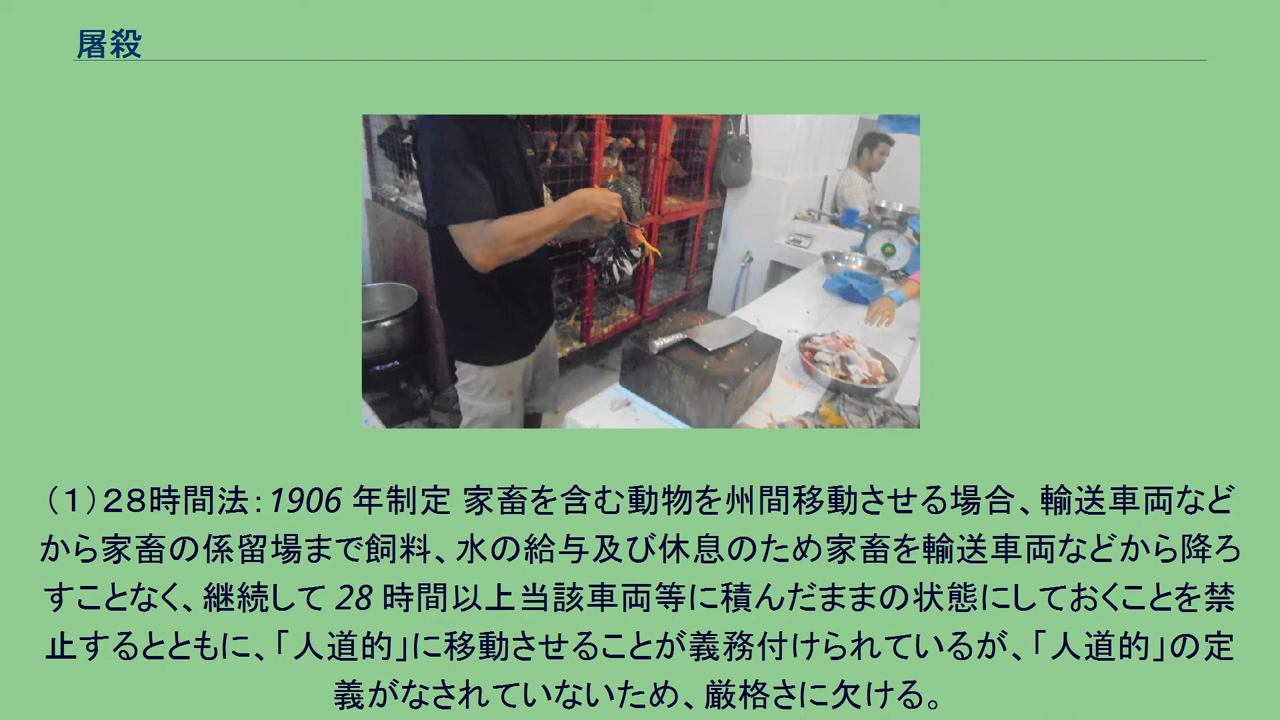 屠殺
（１）２８時間法：1906 年制定 家畜を含む動物を州間移動させる場合、輸送車両など
から家畜の係留場まで飼料、水の給与及び休息のため家畜を輸送車両などから降ろ
すことなく、継続して 28 時間以上当該車両等に積んだままの状態にしておくことを禁
止するとともに、「人道的」に移動させることが義務付けられているが、「人道的」の定
義がなされていないため、厳格さに欠ける。